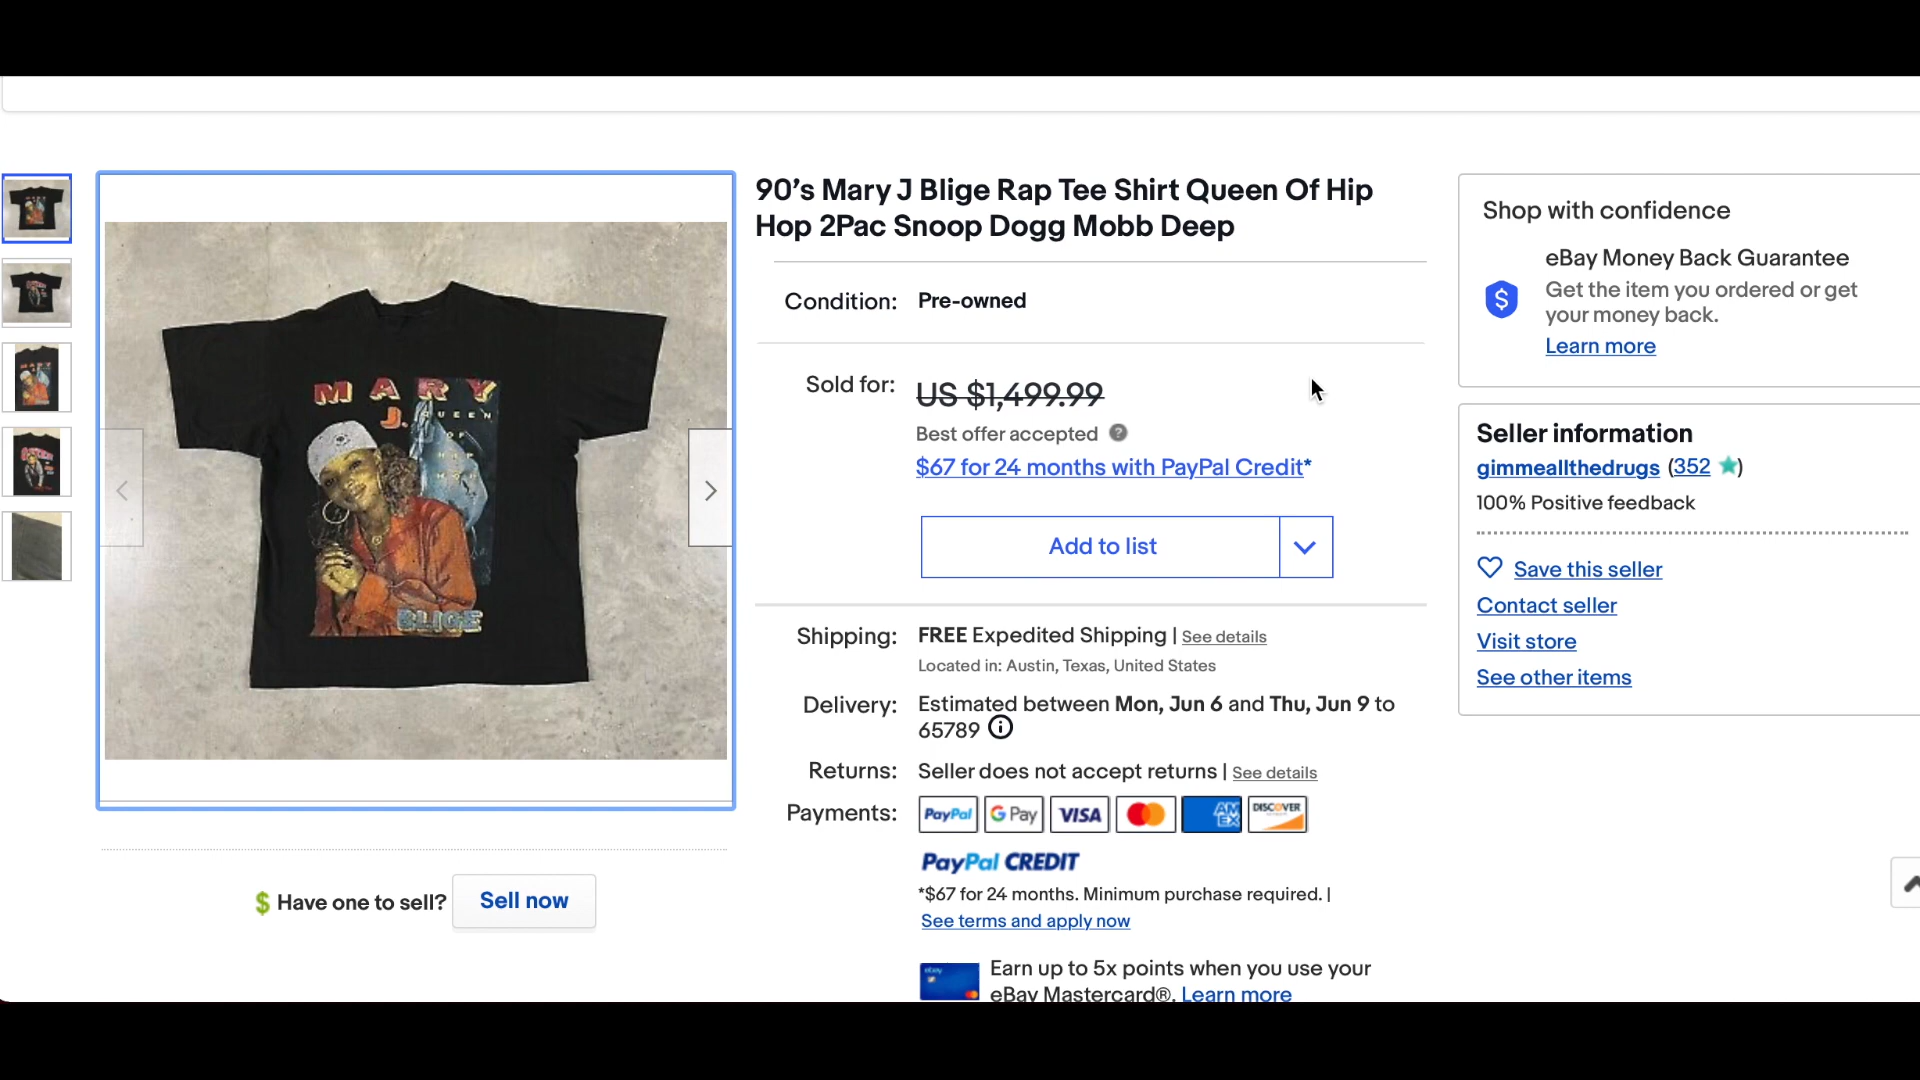 90's Mary J Blige Rap Tee Shirt Queen Of Hip
Hop 2Pac Snoop Dogg Mobb Deep
Condition: Pre-owned
Sold for: US $1,499.99
Best offer accepted
$67 for 24 months with PayPal Credit*
Add to list
Shipping: FREE Expedited Shipping | See details
Located in: Austin, Texas, United States
Delivery: Estimated between Mon, Jun 6 and Thu, Jun 9 to
65789
Returns: Seller does not accept returns | See details
Payments: PayPal G Pay VISA AM EX DISCOVER
PayPal CREDIT
*$67 for 24 months. Minimum purchase required. |
See terms and apply now
ebay
Earn up to 5x points when you use your
eBay Mastercard®. Learn more
MARY
J. QUEEN
OF
HIP
HOP
BLIGE
$ Have one to sell? Sell now
Shop with confidence
eBay Money Back Guarantee
Get the item you ordered or get
your money back.
Learn more
Seller information
gimmeallthedrugs (352)
100% Positive feedback
Save this seller
Contact seller
Visit store
See other items